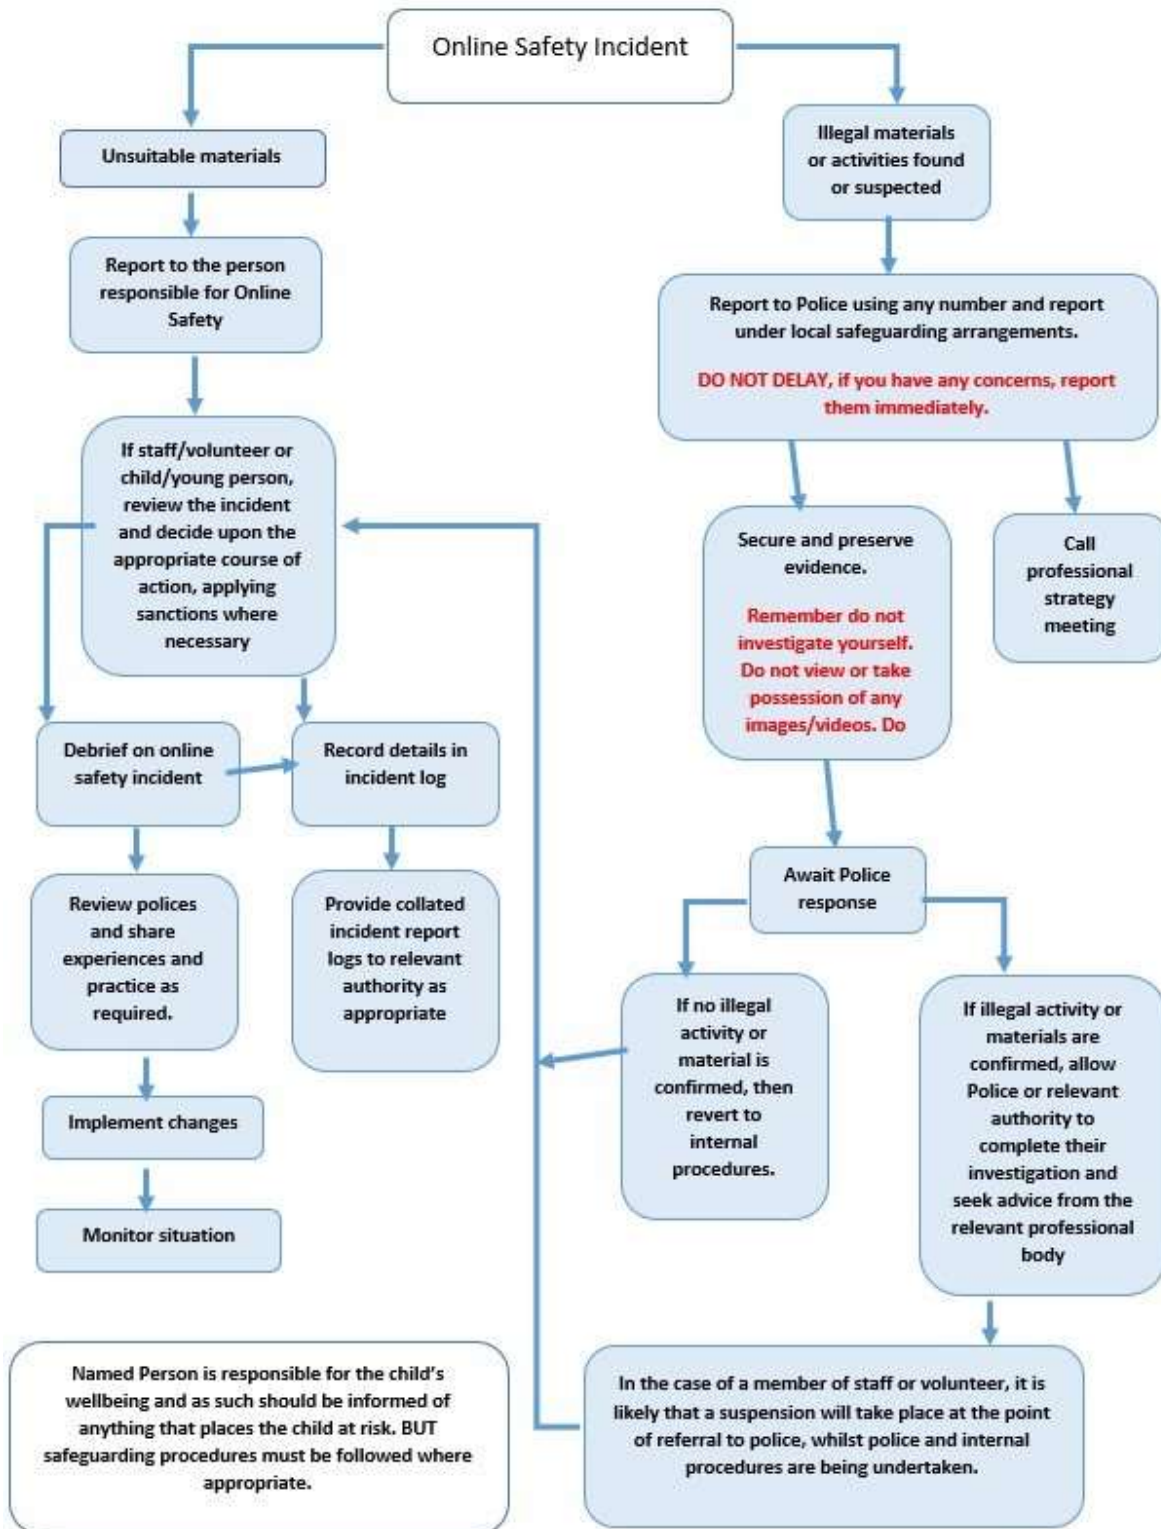 Online Safety Incident
Unsuitable materials
Illegal materials
or activities found
or suspected
Report to the person
responsible for Online
Safety
Report to Police using any number and report
under local safeguarding arrangements.
DO NOT DELAY, if you have any concerns, report
them immediately.
If staff/volunteer or
child/young person,
review the incident
and decide upon the
appropriate course of
action, applying
sanctions where
necessary
Secure and preserve
evidence.
Remember do not
investigate yourself.
Do not view or take
possession of any
images/videos. Do
Call
professional
strategy
meeting
Debrief on online
safety incident
Record details in
incident log
Await Police
response
Review polices
and share
experiences and
practice as
required.
Provide collated
incident report
logs to relevant
authority as
appropriate
If no illegal
activity or
material is
confirmed, then
revert to
internal
procedures.
If illegal activity or
materials are
confirmed, allow
Police or relevant
authority to
complete their
investigation and
seek advice from the
relevant professional
body
Implement changes
Monitor situation
Named Person is responsible for the child's
wellbeing and as such should be informed of
anything that places the child at risk. BUT
safeguarding procedures must be followed where
appropriate.
In the case of a member of staff or volunteer, it is
likely that a suspension will take place at the point
of referral to police, whilst police and internal
procedures are being undertaken.